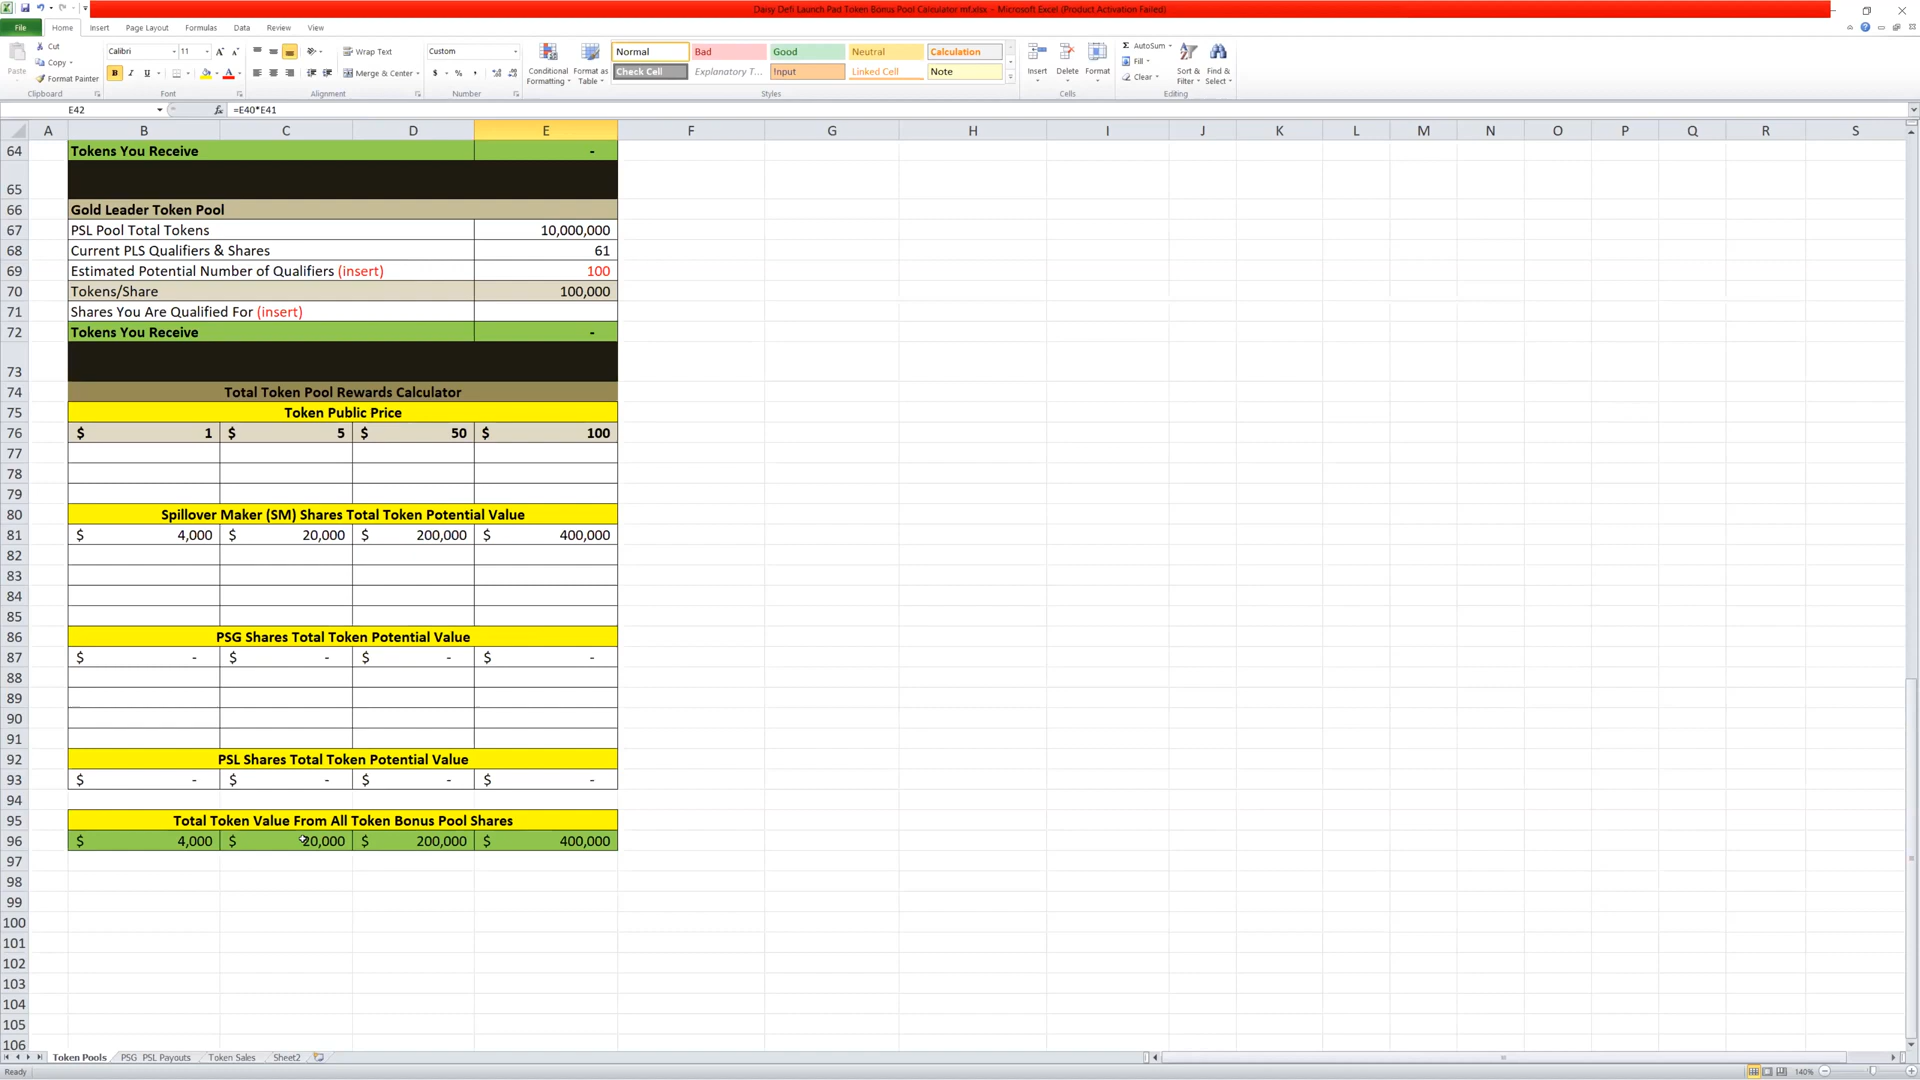 Daisy Defi Launch Pad Token Bonus Pool Calculator mf.xlsx - Microsoft Excel (Product Activation Failed)
File Home Insert Page Layout Formulas Data Review View
Cut
Copy
Format Painter
Paste
Clipboard
Calibri 11
B I U A
Font
Wrap Text
Merge & Center
Alignment
Custom
$ % ,
Number
Conditional Formatting
Format as Table
Normal Bad Good Neutral Calculation
Check Cell Explanatory T... Input Linked Cell Note
Styles
Insert Delete Format
Cells
AutoSum
Fill
Clear
Sort & Filter
Find & Select
Editing
E42 fx =E40*E41
A B C D E F G H I J K L M N O P Q R S
64 Tokens You Receive -
65
66 Gold Leader Token Pool
67 PSL Pool Total Tokens 10,000,000
68 Current PLS Qualifiers & Shares 61
69 Estimated Potential Number of Qualifiers (insert) 100
70 Tokens/Share 100,000
71 Shares You Are Qualified For (insert)
72 Tokens You Receive -
73
74 Total Token Pool Rewards Calculator
75 Token Public Price
76 $ 1 $ 5 $ 50 $ 100
77
78
79
80 Spillover Maker (SM) Shares Total Token Potential Value
81 $ 4,000 $ 20,000 $ 200,000 $ 400,000
82
83
84
85
86 PSG Shares Total Token Potential Value
87 $ - $ - $ - $ -
88
89
90
91
92 PSL Shares Total Token Potential Value
93 $ - $ - $ - $ -
94
95 Total Token Value From All Token Bonus Pool Shares
96 $ 4,000 $ 20,000 $ 200,000 $ 400,000
97
98
99
100
101
102
103
104
105
106
Token Pools PSG PSL Payouts Token Sales Sheet2
Ready 140%